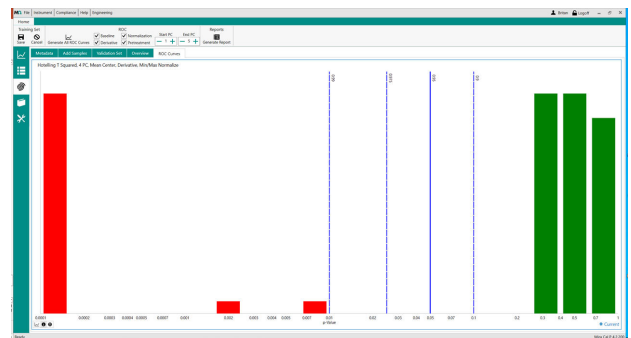 File Instrument Compliance Help Engineering
Erran Logoff
Home
Training Set ROC Reports
Save Cancel Generate All ROC Curves Baseline Normalization Derivative Pretreatment Start PC 1 End PC Generate Report
Metadata Add Samples Validation Set Overview ROC Curves
Hotelling T Squared, 4 PC, Mean Center, Derivative, Min/Max Normalize
0.0001 0.0002 0.0003 0.0004 0.0005 0.0007 0.001 0.002 0.003 0.004 0.005 0.007 0.01 0.02 0.03 0.04 0.05 0.07 0.1 0.2 0.3 0.4 0.5 0.7 1
p Value
Current
Ready